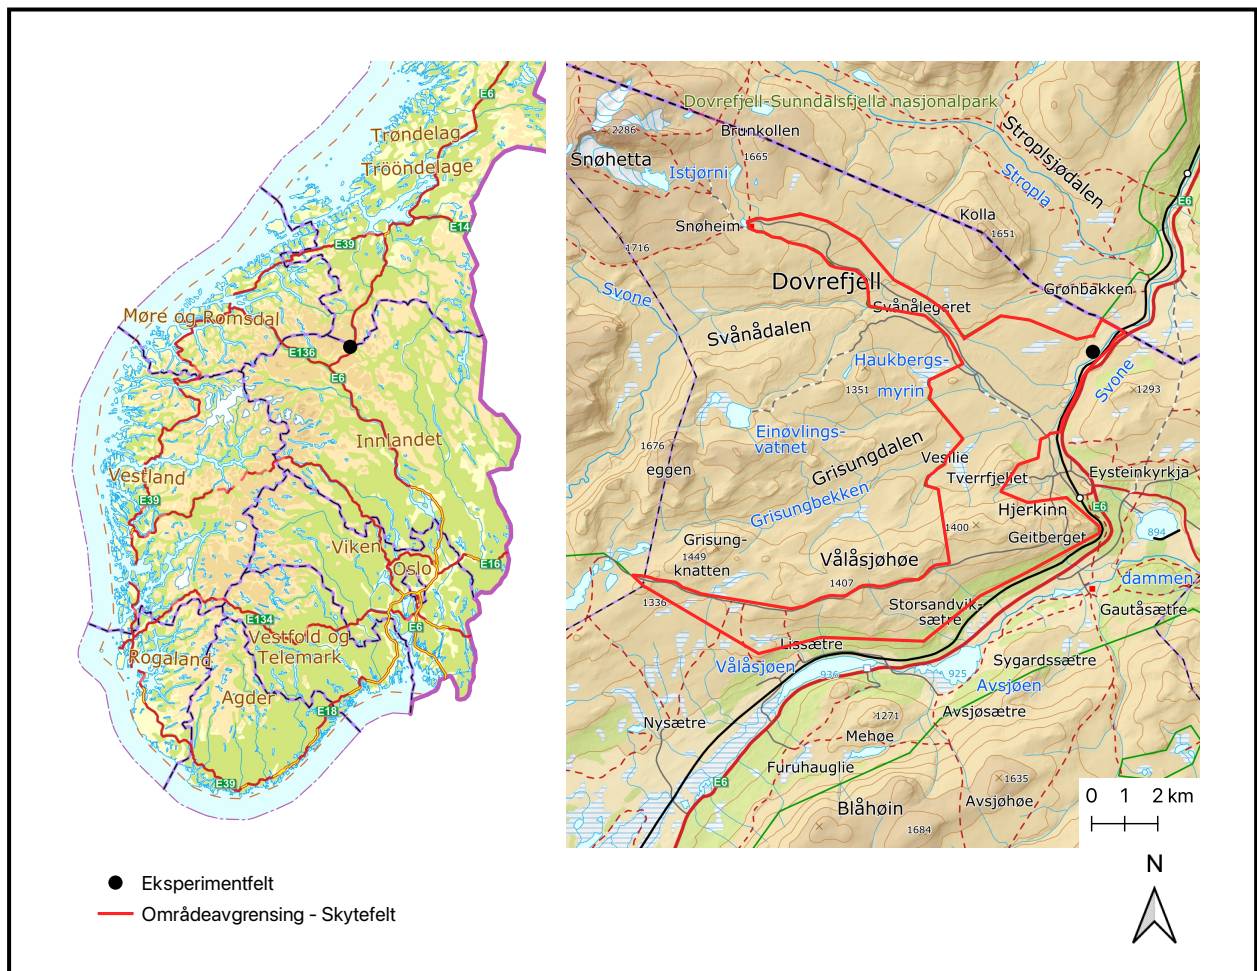 E6
Trøndelag
Trööndelage
E14
E39
Møre og Romsdal
E136
E6
Innlandet
Vestland
E39
Viken
Oslo
E16
E134
E6
Vestfold og
Telemark
Rogaland
Agder
E18
E39
Dovrefjell-Sunndalsfjella nasjonalpark
2286
Brunkollen
Snøhetta
1665
Istjørni
Stroplsjødalen
Stropla
E6
Snøheim
Kolla
1651
1716
Dovrefjell
Svone
Grønbakken
Svånålegeret
Svånådalen
Haukbergs-
myrin
1351
Svone
1293
Einøvlings-
vatnet
1676
eggen
Grisungdalen
Vesllie
Tverrfjellet
Eysteinkyrkja
Grisungbekken
Hjerkinn
E6
1400
Geitberget
894
Grisung-
1449
knatten
Vålåsjøhøe
1407
dammen
1336
Storsandvik-
sætre
Gautåsætre
Lissætre
Vålåsjøen
936
925
Sygardssætre
Avsjøen
Nysætre
1271
Avsjøsætre
Mehøe
Furuhauglie
E6
1635
Avsjøhøe
Blåhøin
1684
0 1 2 km
N
Eksperimentfelt
Områdeavgrensing - Skytefelt